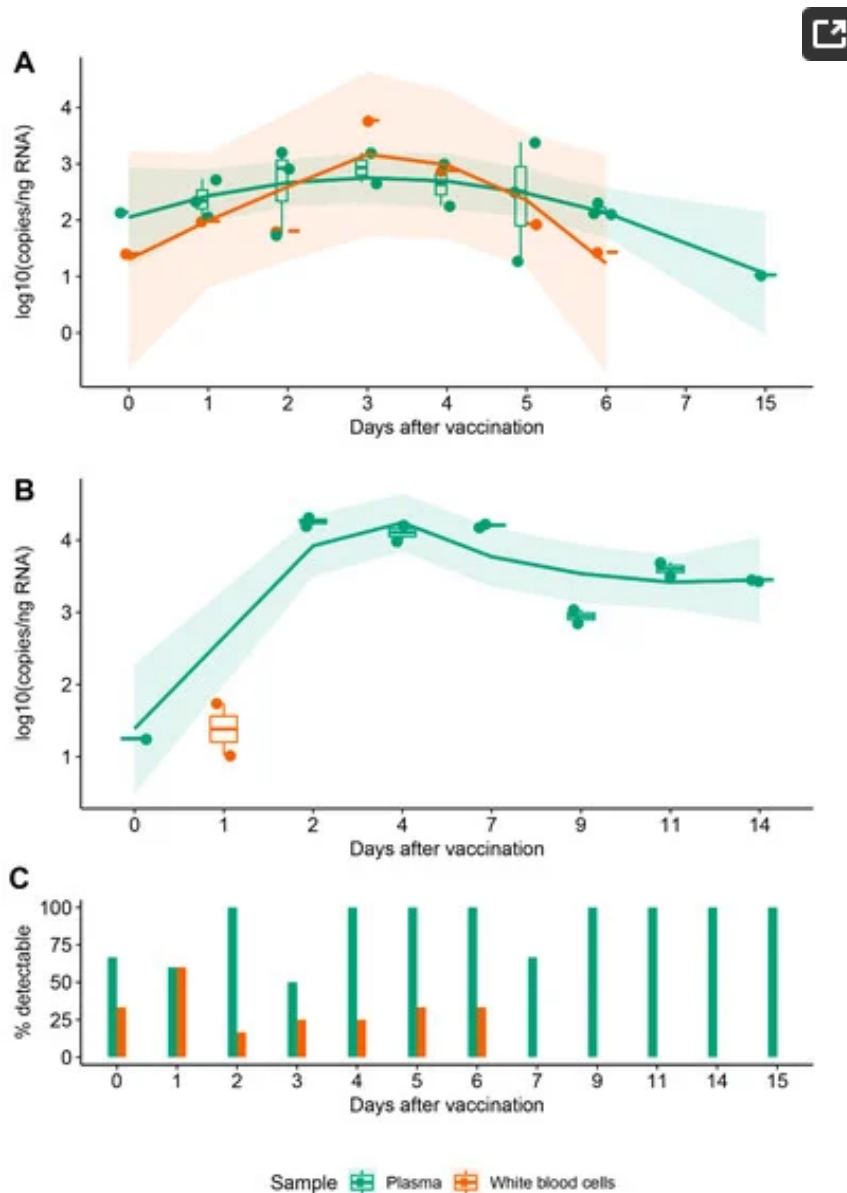 A
log10(copies/ng RNA)
4
3
2
1
0
0 1 2 3 4 5 6 7 15
Days after vaccination
B
log10(copies/ng RNA)
4
3
2
1
0 1 2 4 7 9 11 14
Days after vaccination
C
% detectable
100
75
50
25
0
0 1 2 3 4 5 6 7 9 11 14 15
Days after vaccination
Sample Plasma White blood cells